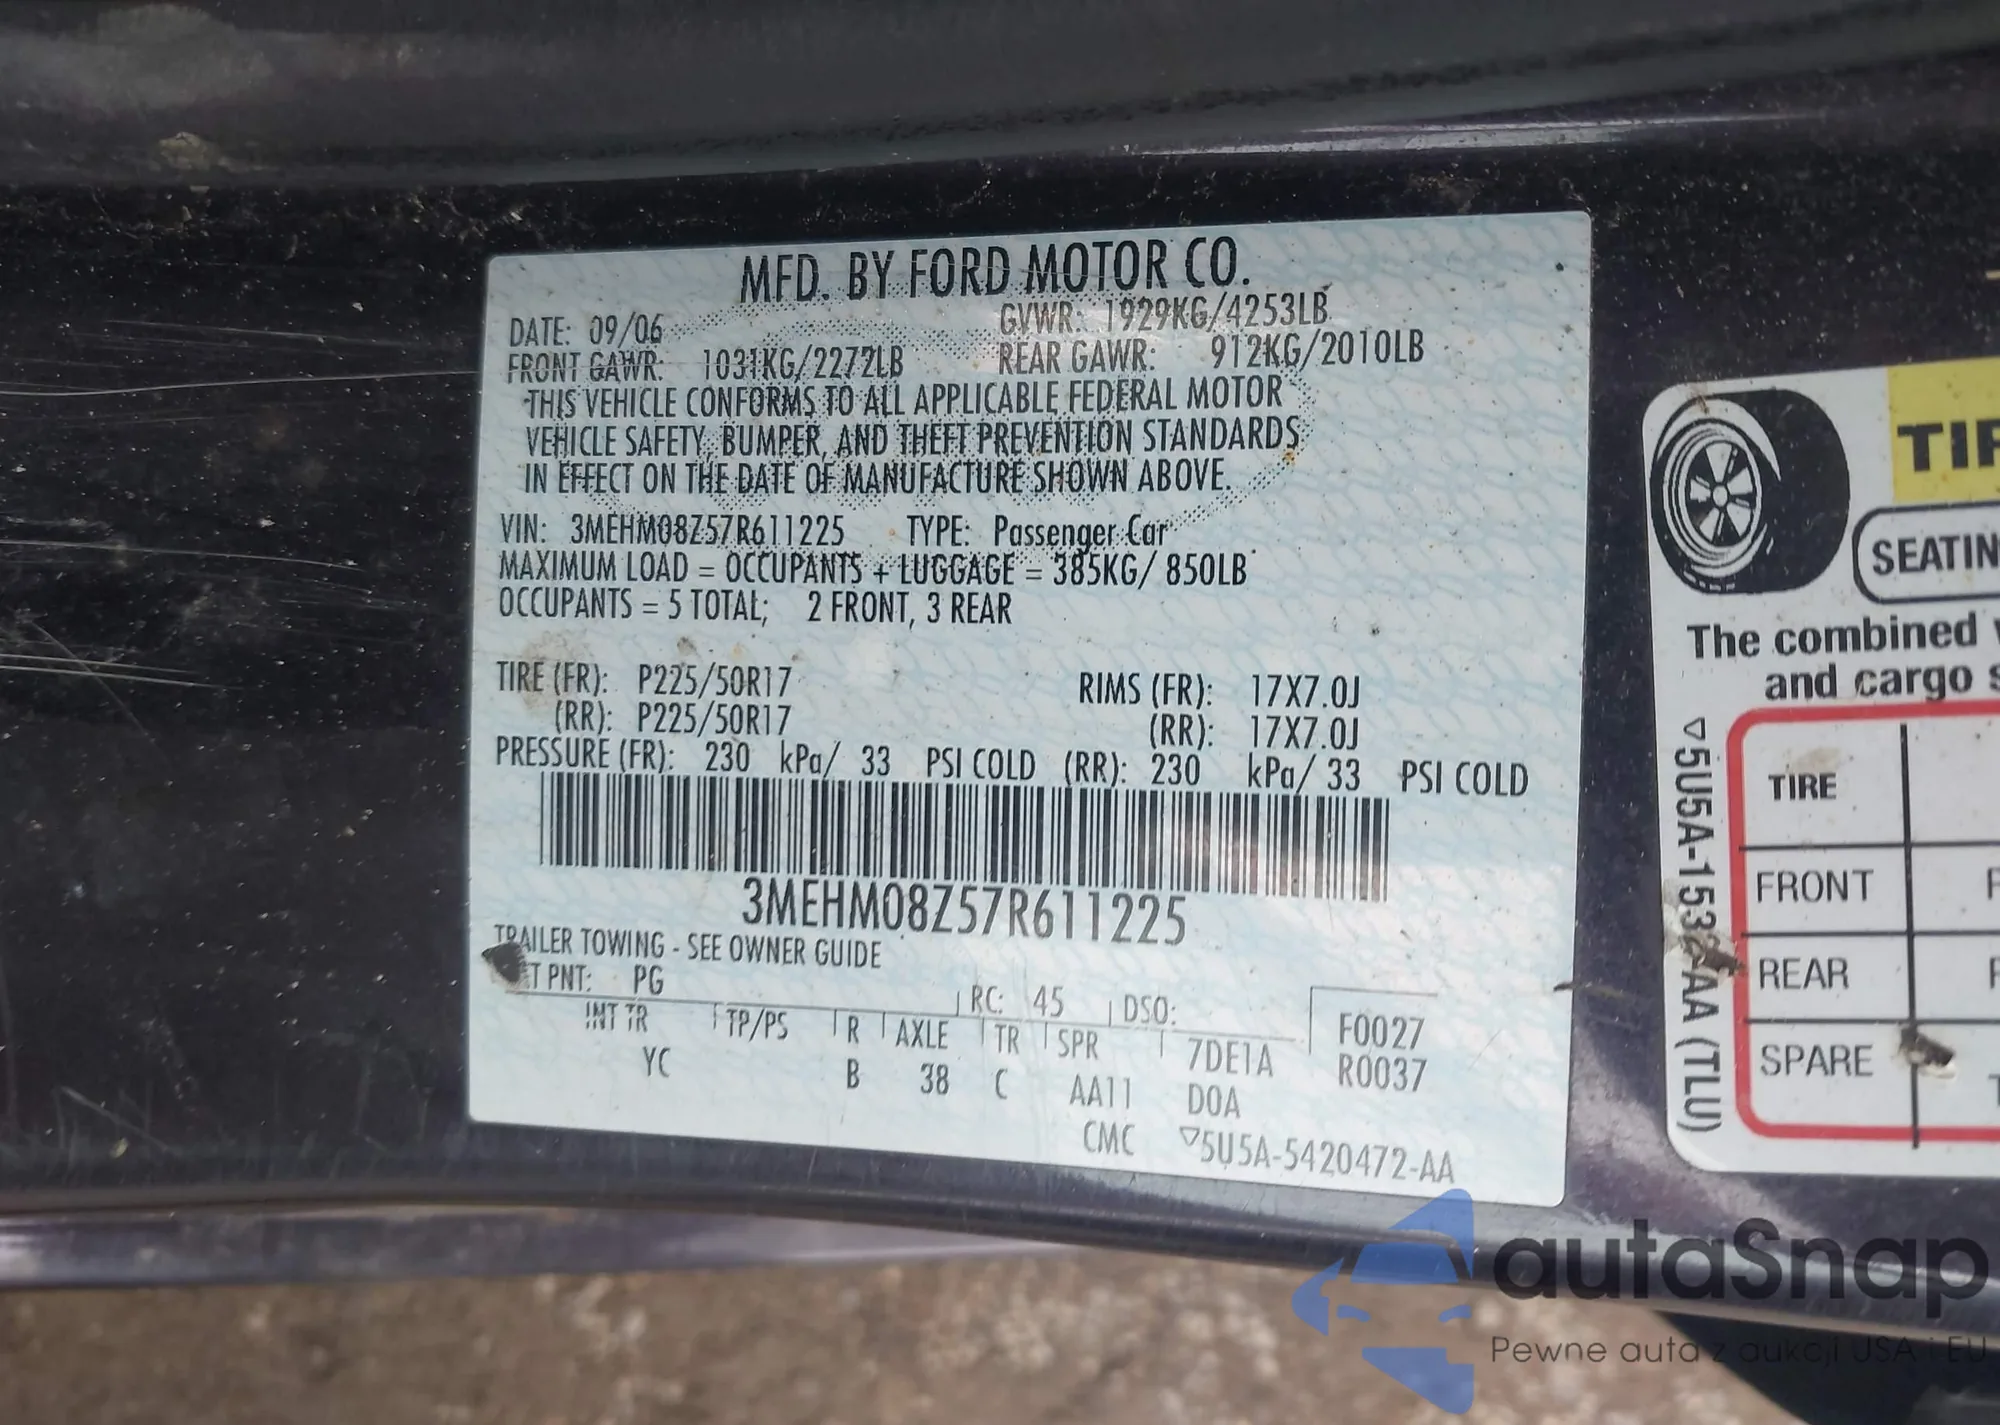 MFD. BY FORD MOTOR CO.
DATE: 09/06 GVWR: 1929KG/4253LB
FRONT GAWR: 1031KG/2272LB REAR GAWR: 912KG/2010LB
THIS VEHICLE CONFORMS TO ALL APPLICABLE FEDERAL MOTOR
VEHICLE SAFETY, BUMPER, AND THEFT PREVENTION STANDARDS
IN EFFECT ON THE DATE OF MANUFACTURE SHOWN ABOVE.
VIN: 3MEHM08Z57R611225 TYPE: Passenger Car
MAXIMUM LOAD = OCCUPANTS + LUGGAGE = 385KG/ 850LB
OCCUPANTS = 5 TOTAL; 2 FRONT, 3 REAR
TIRE (FR): P225/50R17 RIMS (FR): 17X7.0J
(RR): P225/50R17 (RR): 17X7.0J
PRESSURE (FR): 230 kPa/ 33 PSI COLD (RR): 230 kPa/ 33 PSI COLD
3MEHM08Z57R611225
TRAILER TOWING - SEE OWNER GUIDE
T PNT: PG RC: 45 DSO:
INT TR TP/PS R AXLE TR SPR 7DE1A F0027
YC B 38 C AA11 D0A R0037
CMC ▽5U5A-5420472-AA
TIR
SEATIN
The combined
and cargo s
TIRE
FRONT
REAR
SPARE
▽5U5A-1532AA (TLU)
autaSnap
Pewne auta z aukcji USA i EU